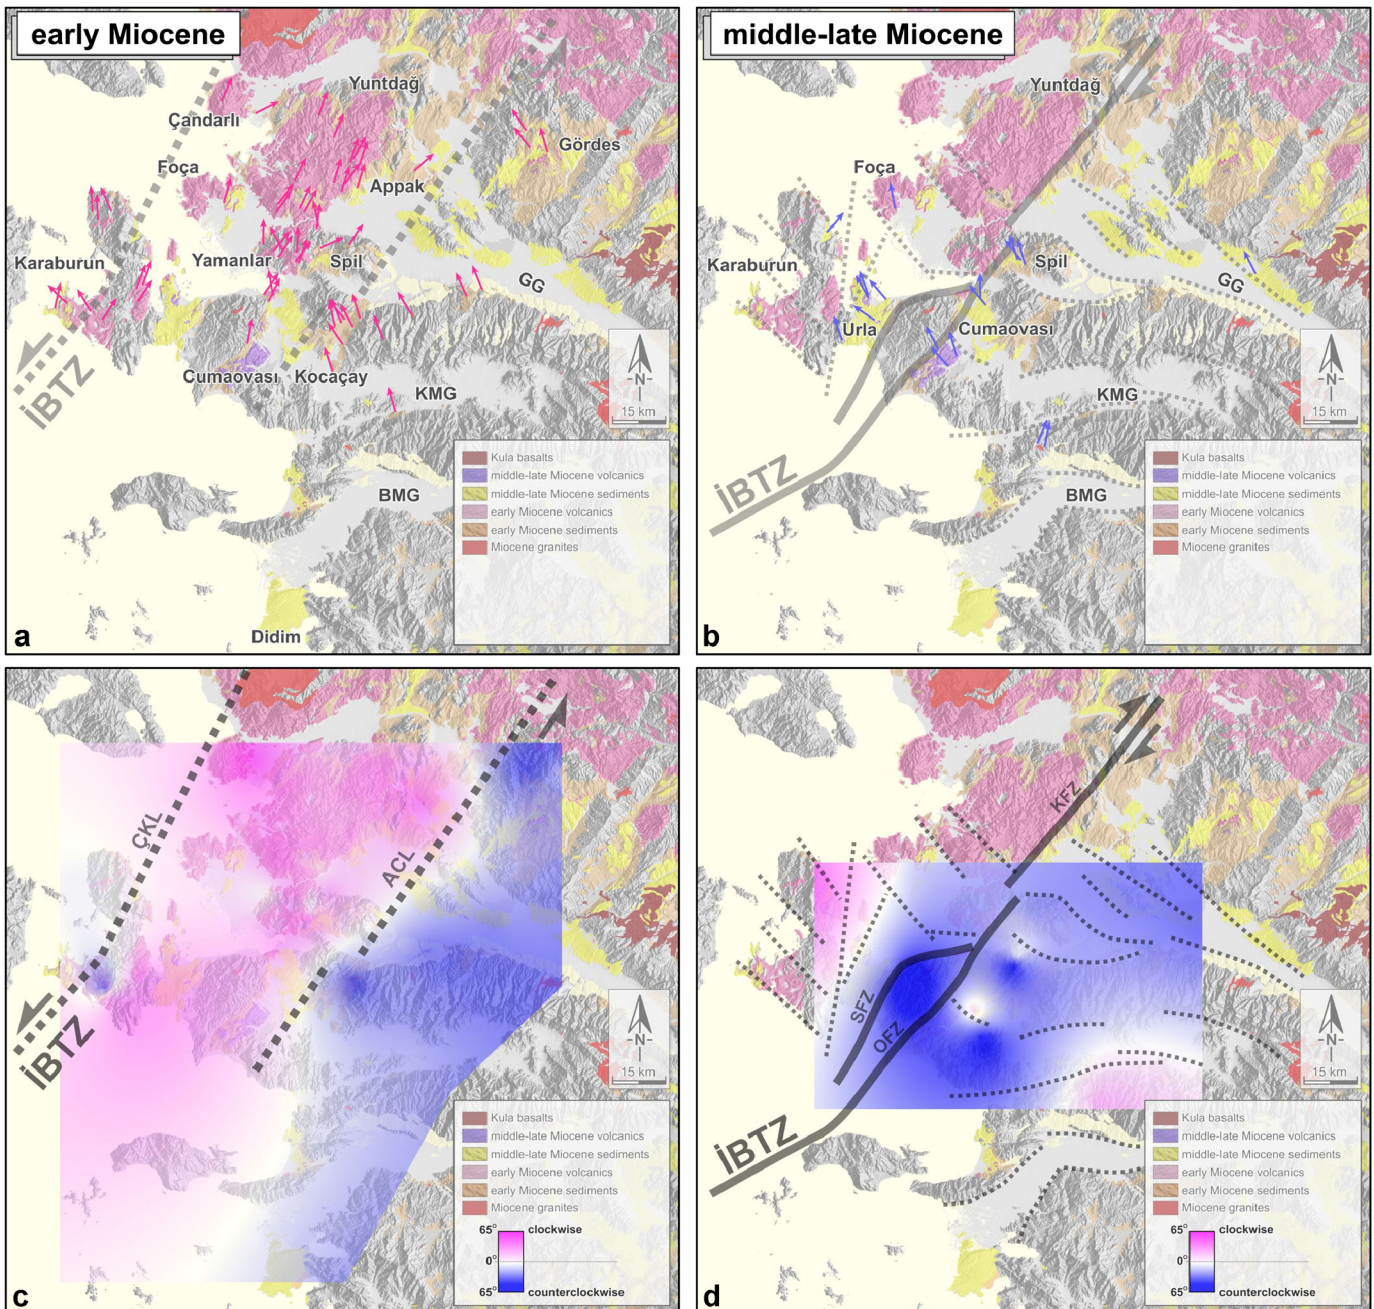 early Miocene
Yuntdağ
Çandarlı
Gördes
Foça
Appak
Karaburun
Yamanlar
Spil
GG
Cumaovası
Kocaçay
KMG
İBTZ
-N-
15 km
BMG
Didim
Kula basalts
middle-late Miocene volcanics
middle-late Miocene sediments
early Miocene volcanics
early Miocene sediments
Miocene granites
a
middle-late Miocene
Yuntdağ
Foça
Karaburun
Spil
GG
Urla
Cumaovası
KMG
İBTZ
-N-
15 km
BMG
Kula basalts
middle-late Miocene volcanics
middle-late Miocene sediments
early Miocene volcanics
early Miocene sediments
Miocene granites
b
ÇKL
ACL
İBTZ
-N-
15 km
Kula basalts
middle-late Miocene volcanics
middle-late Miocene sediments
early Miocene volcanics
early Miocene sediments
Miocene granites
65° clockwise
0°
65° counterclockwise
c
KFZ
SFZ
OFZ
İBTZ
-N-
15 km
Kula basalts
middle-late Miocene volcanics
middle-late Miocene sediments
early Miocene volcanics
early Miocene sediments
Miocene granites
65° clockwise
0°
65° counterclockwise
d